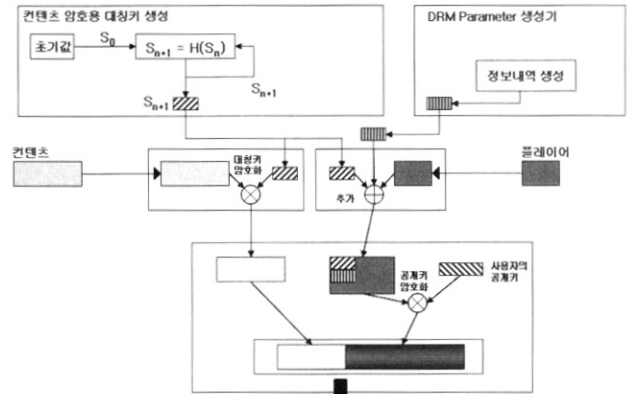 컨텐츠 암호용 대칭키 생성
초기값
S0
Sn+1 = H(Sn)
Sn+1
Sn+1
DRM Parameter 생성기
정보내역 생성
컨텐츠
대칭키
암호화
추가
플레이어
공개키
암호화
사용자의
공개키